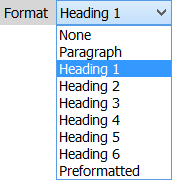 Format Heading 1
None
Paragraph
Heading 1
Heading 2
Heading 3
Heading 4
Heading 5
Heading 6
Preformatted